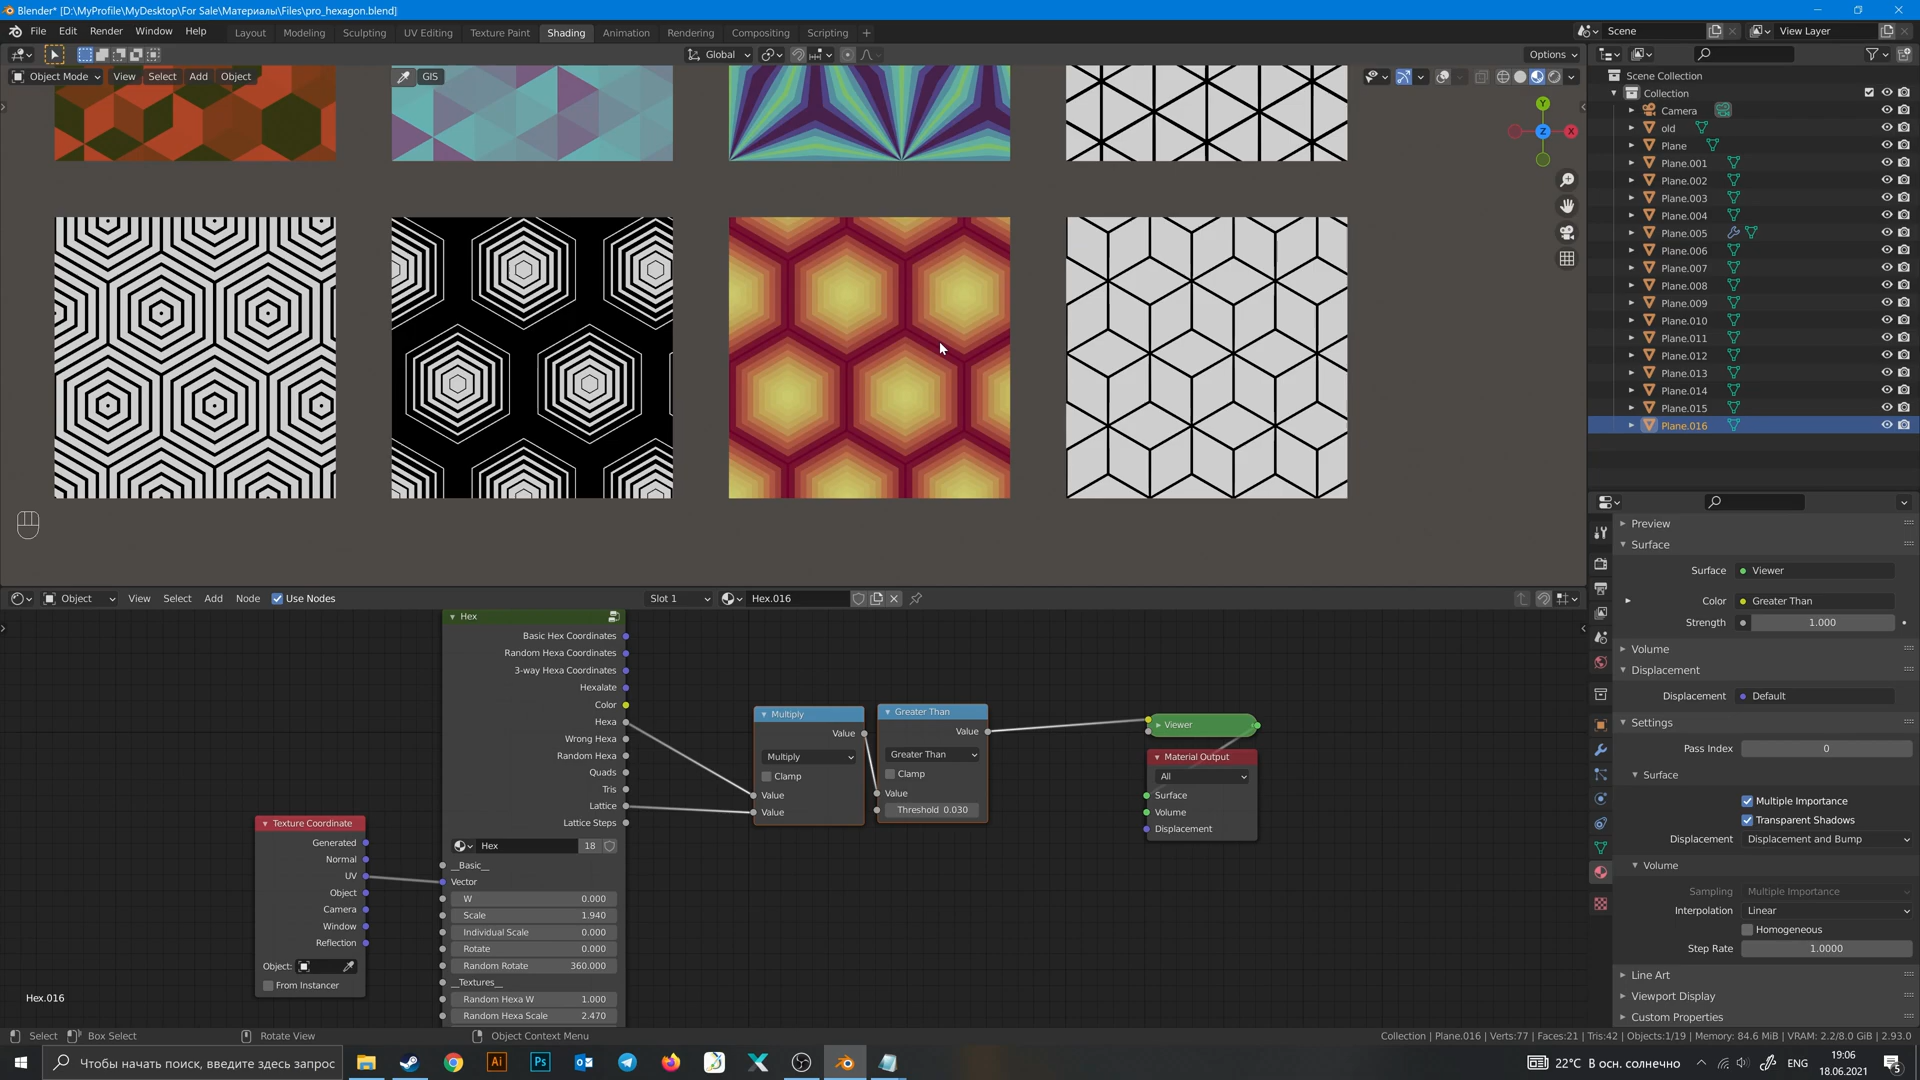 Blender* [D:\MyProfile\MyDesktop\For Sale\Материалы\Files\pro_hexagon.blend]
File Edit Render Window Help
Layout Modeling Sculpting UV Editing Texture Paint Shading Animation Rendering Compositing Scripting +
Scene
View Layer
Global
Options
Object Mode View Select Add Object
GIS
Y
Z
X
Scene Collection
Collection
Camera
old
Plane
Plane.001
Plane.002
Plane.003
Plane.004
Plane.005
Plane.006
Plane.007
Plane.008
Plane.009
Plane.010
Plane.011
Plane.012
Plane.013
Plane.014
Plane.015
Plane.016
Preview
Surface
Surface Viewer
Color Greater Than
Strength 1.000
Volume
Displacement
Displacement Default
Settings
Pass Index 0
Surface
Multiple Importance
Transparent Shadows
Displacement Displacement and Bump
Volume
Sampling Multiple Importance
Interpolation Linear
Homogeneous
Step Rate 1.0000
Line Art
Viewport Display
Custom Properties
Object View Select Add Node Use Nodes Slot 1 Hex.016
Hex
Basic Hex Coordinates
Random Hexa Coordinates
3-way Hexa Coordinates
Hexalate
Color
Hexa
Wrong Hexa
Random Hexa
Quads
Tris
Lattice
Lattice Steps
Hex 18
__Basic__
Vector
W 0.000
Scale 1.940
Individual Scale 0.000
Rotate 0.000
Random Rotate 360.000
__Textures__
Random Hexa W 1.000
Random Hexa Scale 2.470
Texture Coordinate
Generated
Normal
UV
Object
Camera
Window
Reflection
Object:
From Instancer
Multiply
Value
Multiply
Clamp
Value
Value
Greater Than
Value
Greater Than
Clamp
Value
Threshold 0.030
Viewer
Material Output
All
Surface
Volume
Displacement
Hex.016
Select Box Select Rotate View Object Context Menu
Collection | Plane.016 | Verts:77 | Faces:21 | Tris:42 | Objects:1/19 | Memory: 84.6 MiB | VRAM: 2.2/8.0 GiB | 2.93.0
Чтобы начать поиск, введите здесь запрос
Ai
Ps
22°C В осн. солнечно
ENG
19:06
18.06.2021
5